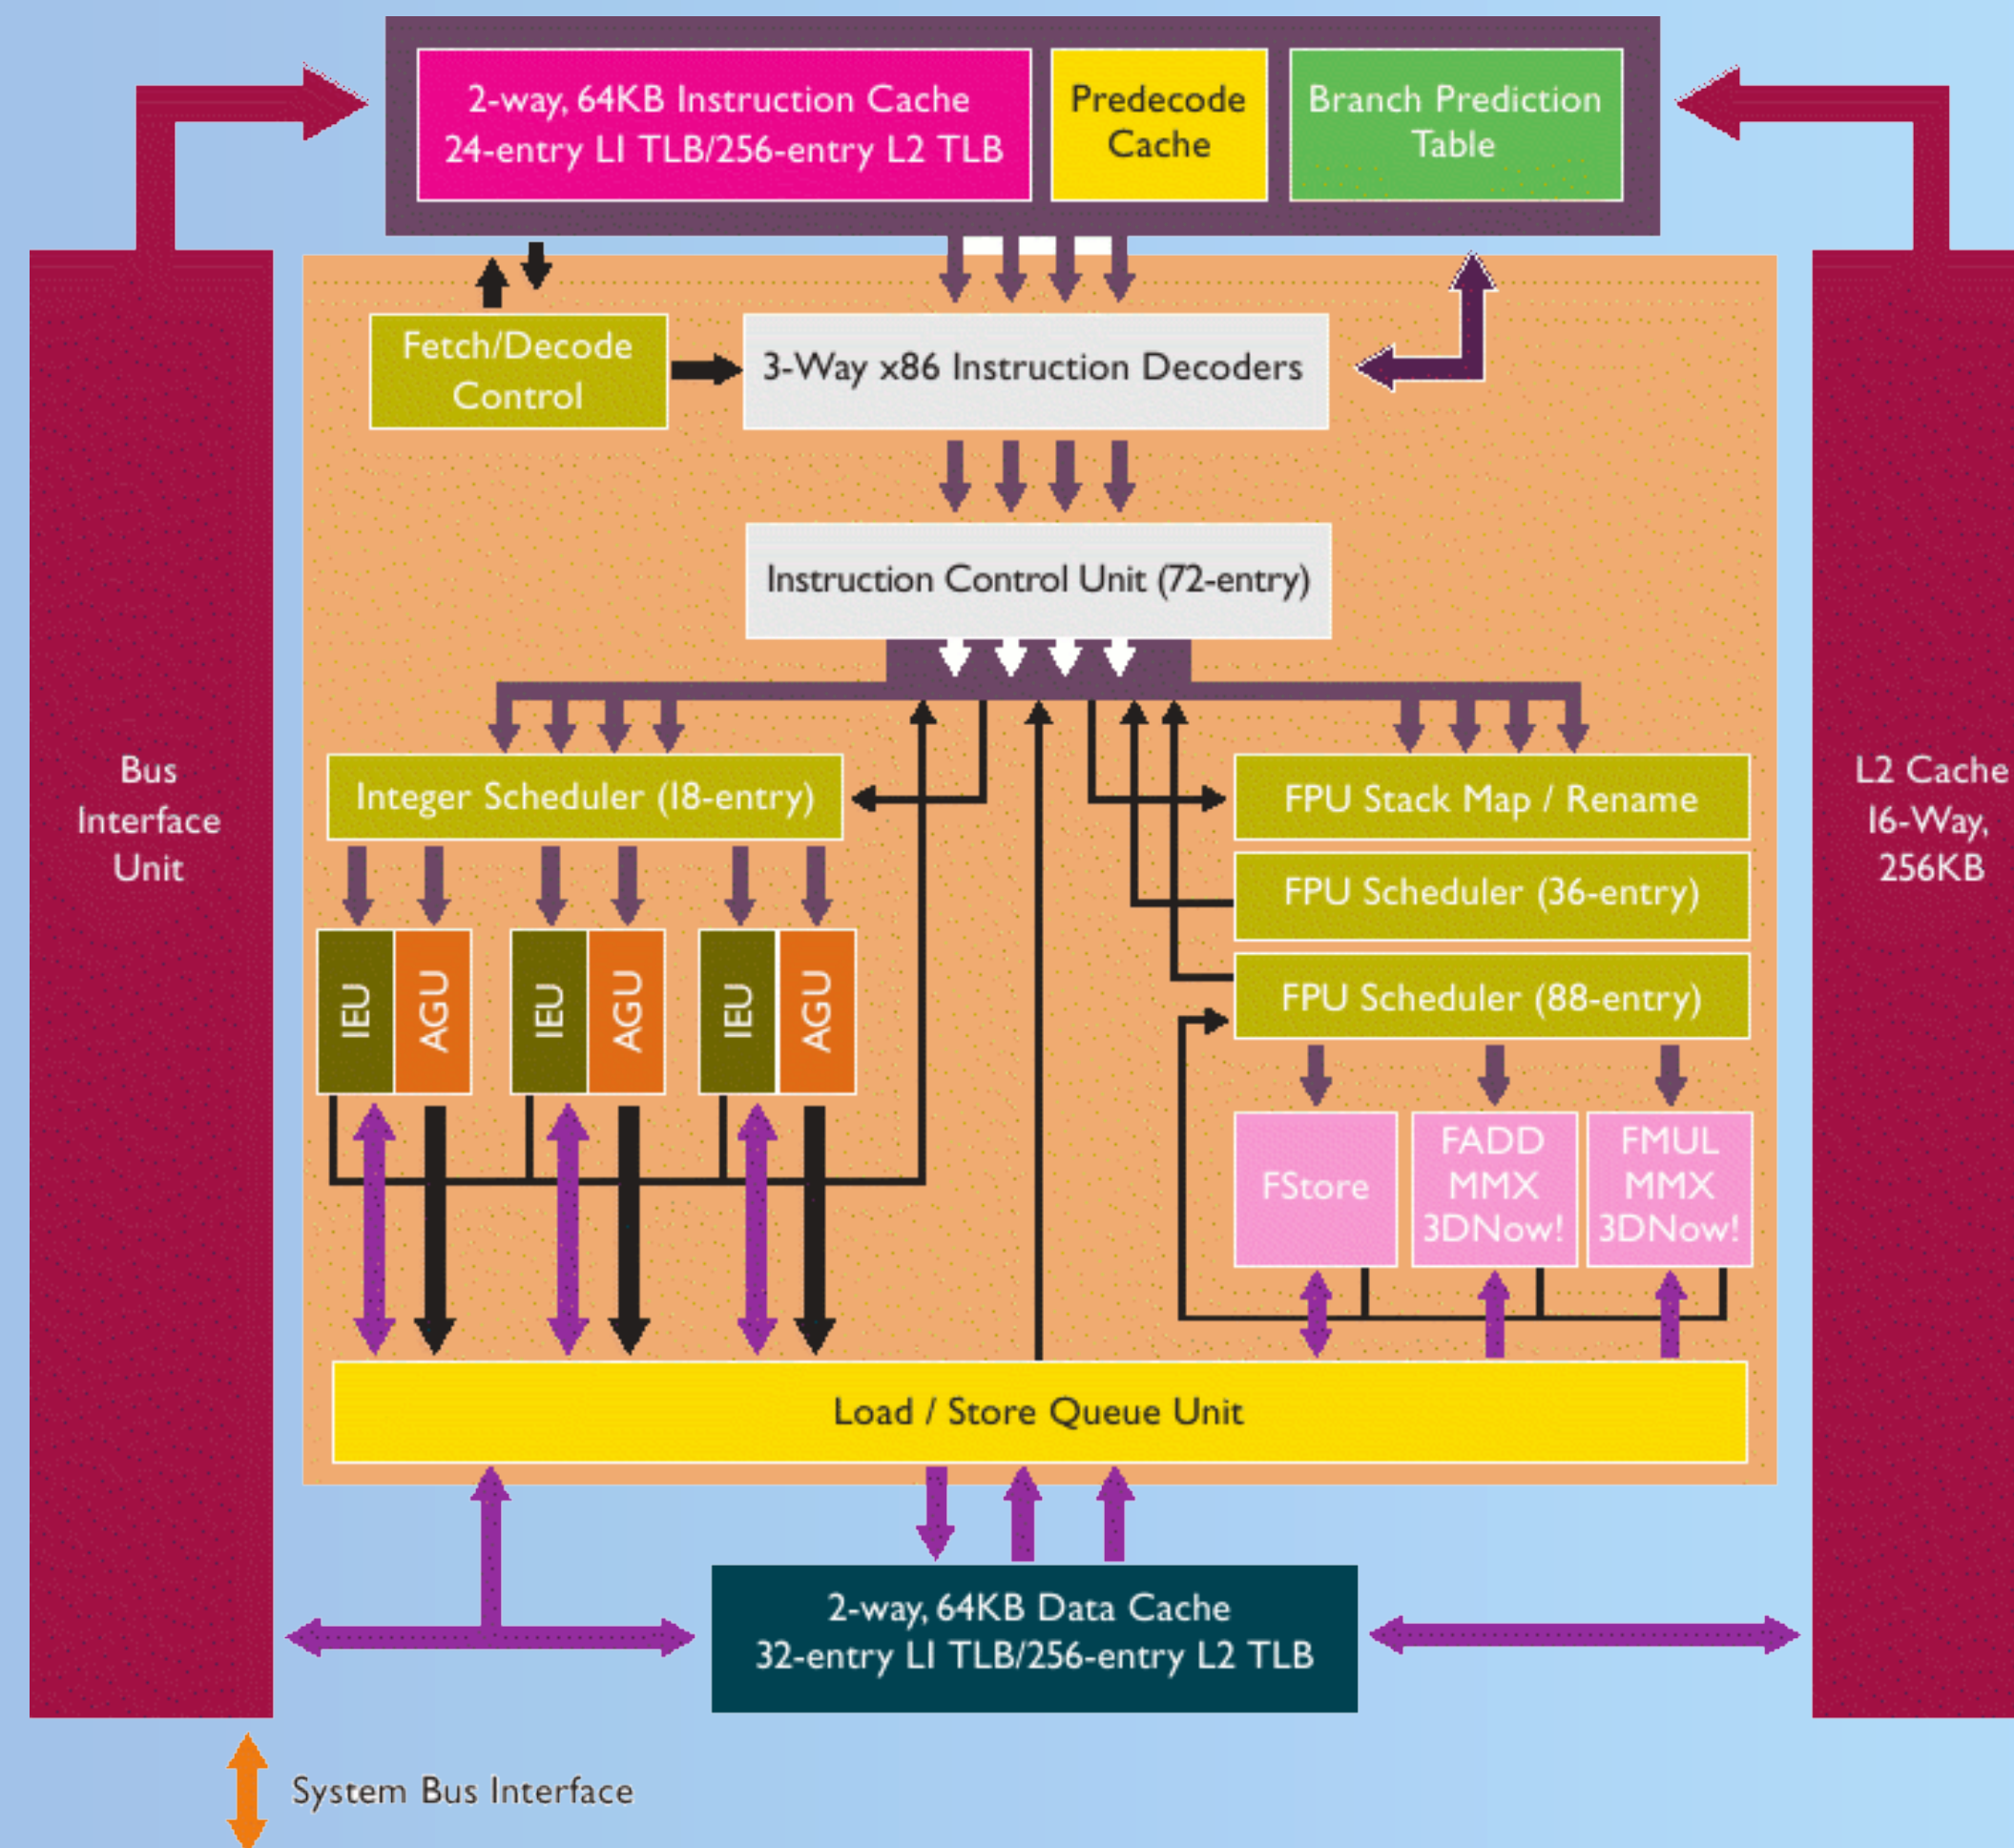 2-way, 64KB Instruction Cache
24-entry L1 TLB/256-entry L2 TLB
Predecode
Cache
Branch Prediction
Table
Fetch/Decode
Control
3-Way x86 Instruction Decoders
Instruction Control Unit (72-entry)
Bus
Interface
Unit
Integer Scheduler (18-entry)
FPU Stack Map / Rename
FPU Scheduler (36-entry)
FPU Scheduler (88-entry)
L2 Cache
16-Way,
256KB
IEU
AGU
IEU
AGU
IEU
AGU
FStore
FADD
MMX
3DNow!
FMUL
MMX
3DNow!
Load / Store Queue Unit
2-way, 64KB Data Cache
32-entry L1 TLB/256-entry L2 TLB
System Bus Interface